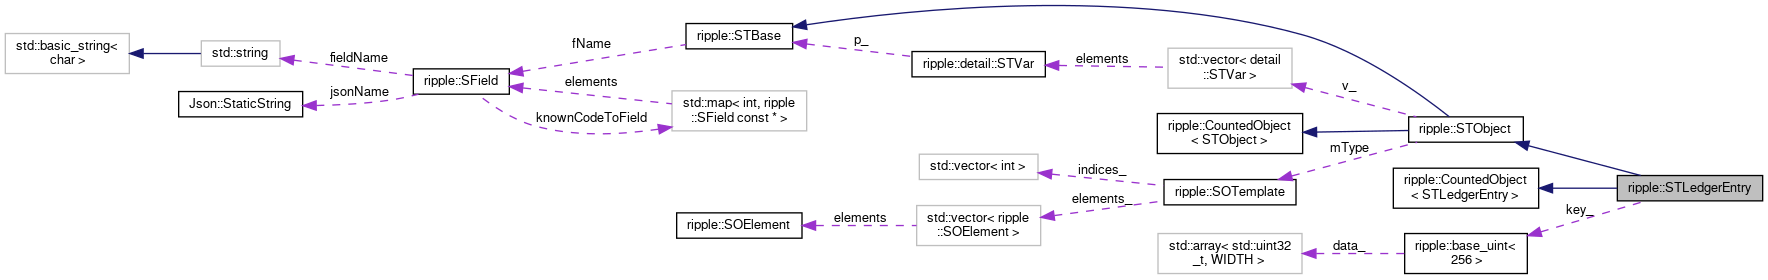 std::basic_string<
char >
std::string
fieldName
ripple::SField
jsonName
Json::StaticString
fName
elements
knownCodeToField
std::map< int, ripple
::SField const * >
ripple::STBase
p_
ripple::detail::STVar
elements
std::vector< detail
::STVar >
v_
ripple::CountedObject
< STObject >
ripple::STObject
mType
std::vector< int >
indices_
ripple::SOTemplate
elements_
std::vector< ripple
::SOElement >
elements
ripple::SOElement
ripple::CountedObject
< STLedgerEntry >
ripple::STLedgerEntry
key_
ripple::base_uint<
256 >
data_
std::array< std::uint32
_t, WIDTH >